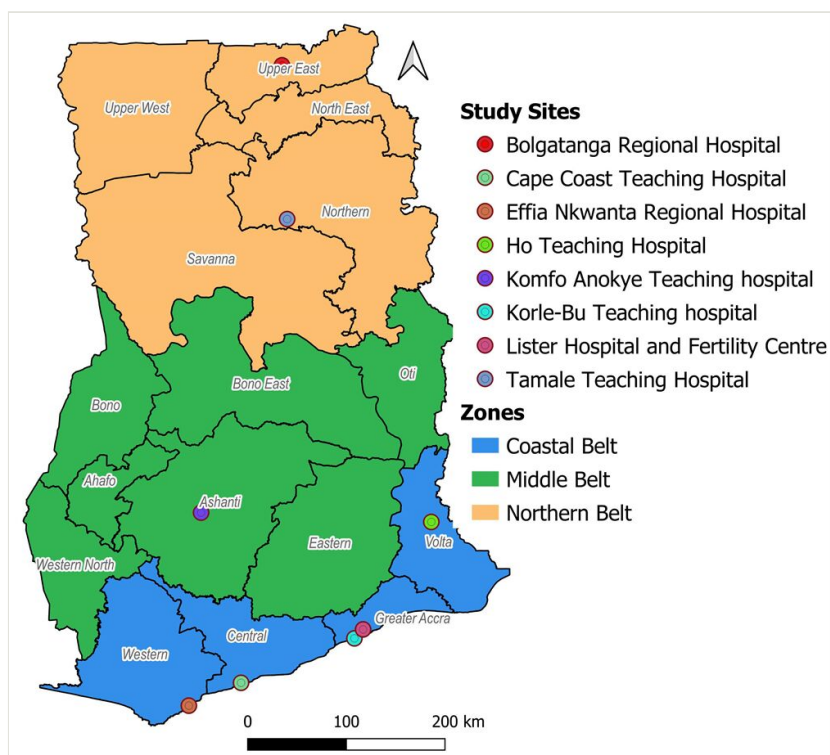 Upper East
Upper West
North East
Northern
Savanna
Bono East
Oti
Bono
Ahafo
Ashanti
Western North
Eastern
Volta
Greater Accra
Central
Western
Study Sites
Bolgatanga Regional Hospital
Cape Coast Teaching Hospital
Effia Nkwanta Regional Hospital
Ho Teaching Hospital
Komfo Anokye Teaching hospital
Korle-Bu Teaching hospital
Lister Hospital and Fertility Centre
Tamale Teaching Hospital
Zones
Coastal Belt
Middle Belt
Northern Belt
0 100 200 km